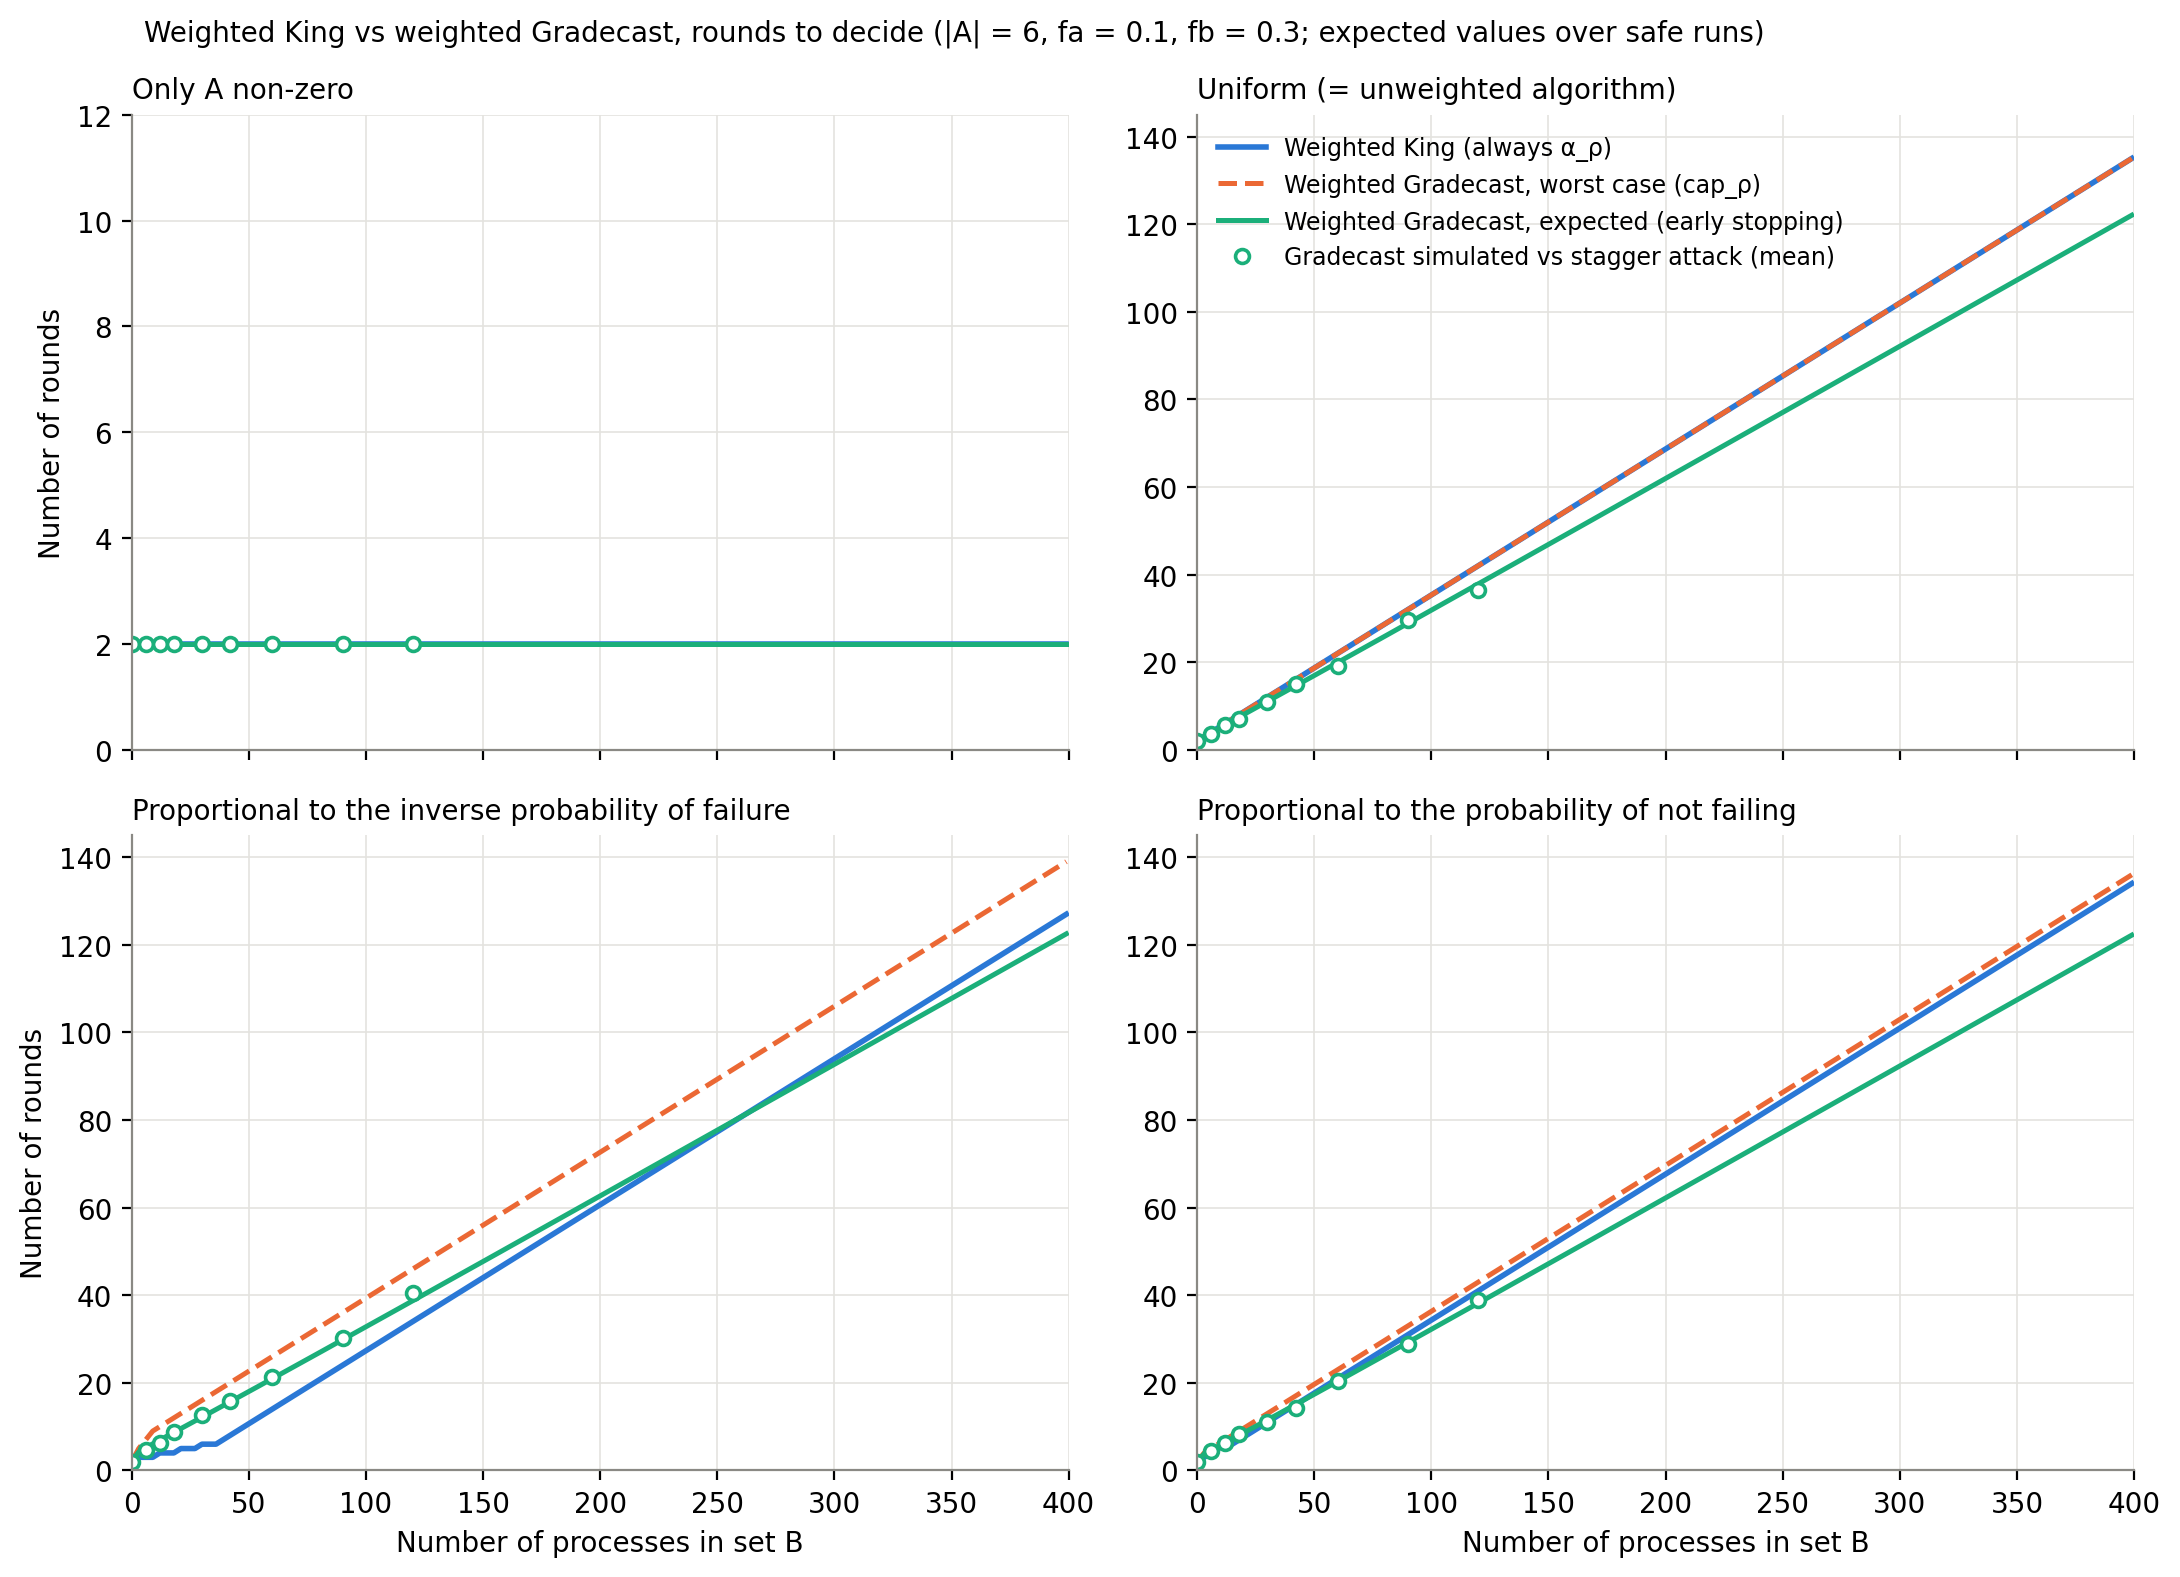 Weighted King vs weighted Gradecast, rounds to decide (|A| = 6, fa = 0.1, fb = 0.3; expected values over safe runs)
Only A non-zero
12
10
8
6
4
2
0
Number of rounds
Uniform (= unweighted algorithm)
140
120
100
80
60
40
20
0
Weighted King (always α_ρ)
Weighted Gradecast, worst case (cap_ρ)
Weighted Gradecast, expected (early stopping)
Gradecast simulated vs stagger attack (mean)
Proportional to the inverse probability of failure
140
120
100
80
60
40
20
0
Number of rounds
0 50 100 150 200 250 300 350 400
Number of processes in set B
Proportional to the probability of not failing
140
120
100
80
60
40
20
0
0 50 100 150 200 250 300 350 400
Number of processes in set B